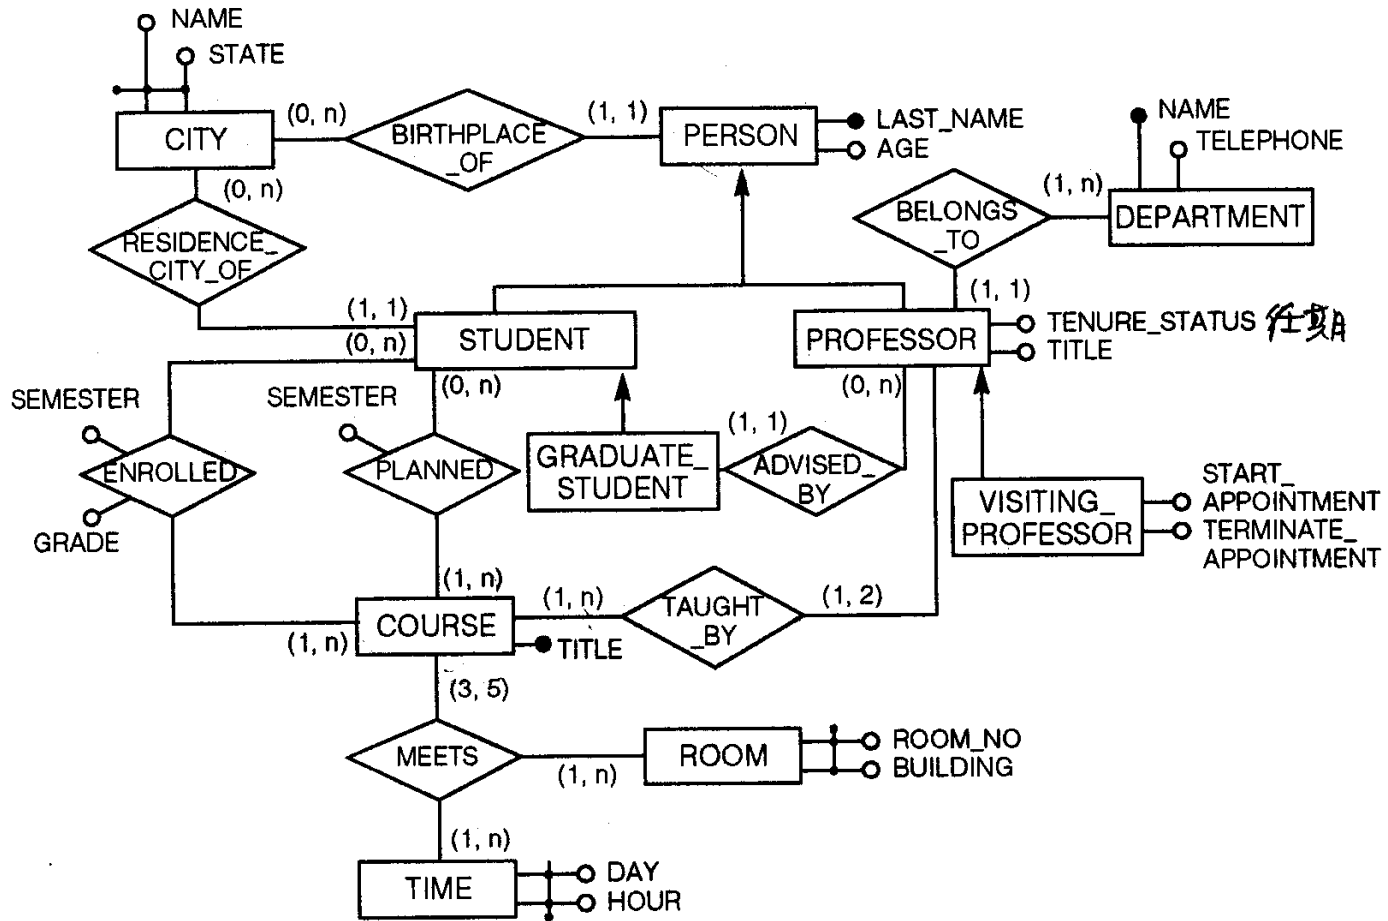 NAME
STATE
CITY
(0, n)
BIRTHPLACE
_OF
(1, 1)
PERSON
LAST_NAME
AGE
NAME
TELEPHONE
(0, n)
RESIDENCE_
CITY_OF
BELONGS
_TO
(1, n)
DEPARTMENT
(1, 1)
(1, 1)
(0, n)
STUDENT
PROFESSOR
TENURE_STATUS 任期
TITLE
SEMESTER
ENROLLED
GRADE
SEMESTER
PLANNED
(0, n)
GRADUATE_
STUDENT
(1, 1)
ADVISED_
BY
(0, n)
VISITING_
PROFESSOR
START_
APPOINTMENT
TERMINATE_
APPOINTMENT
(1, n)
(1, n)
COURSE
TITLE
(1, n)
TAUGHT
_BY
(1, 2)
(3, 5)
MEETS
(1, n)
ROOM
ROOM_NO
BUILDING
(1, n)
TIME
DAY
HOUR